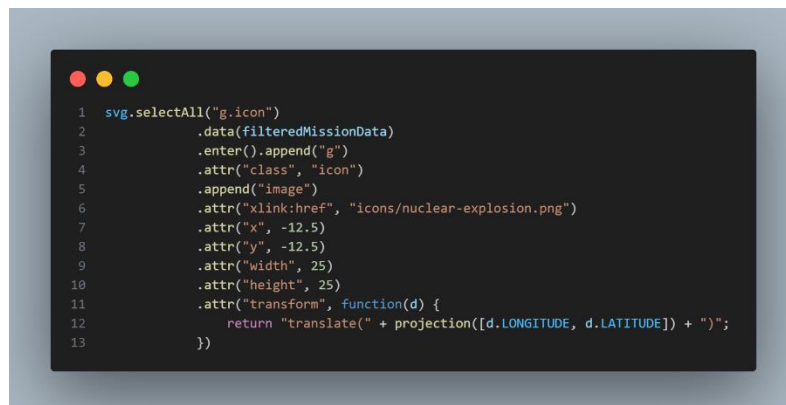 1 svg.selectAll("g.icon")
2 .data(filteredMissionData)
3 .enter().append("g")
4 .attr("class", "icon")
5 .append("image")
6 .attr("xlink:href", "icons/nuclear-explosion.png")
7 .attr("x", -12.5)
8 .attr("y", -12.5)
9 .attr("width", 25)
10 .attr("height", 25)
11 .attr("transform", function(d) {
12 return "translate(" + projection([d.LONGITUDE, d.LATITUDE]) + ")";
13 })